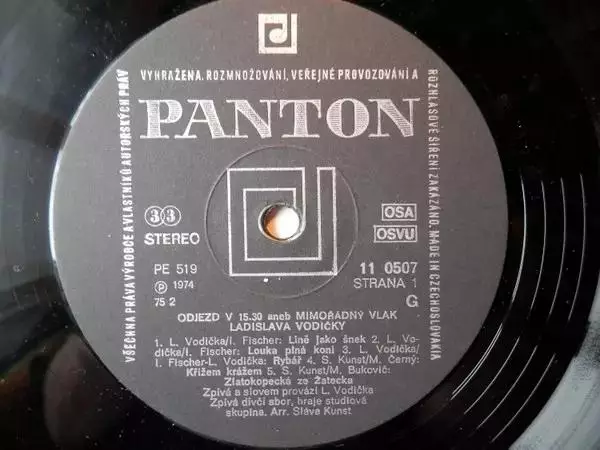 VYHRAŽENA. ROZMNOŽOVÁNÍ, VEŘEJNÉ PROVOZOVÁNÍ A
ROZHLASOVÉ ŠÍŘENÍ ZAKÁZÁNO. MADE IN CZECHOSLOVAKIA
VŠECHNA PRÁVA VÝROBCE A VLASTNÍKŮ AUTORSKÝCH PRÁV
PANTON
33
STEREO
OSA
OSVU
PE 519
11 0507
Ⓟ 1974
STRANA 1
75 2
G
ODJEZD V 15.30 aneb MIMOŘÁDNÝ VLAK
LADISLAVA VODIČKY
1. L. Vodička/I. Fischer: Líně jako šnek 2. L. Vo-
dička/I. Fischer: Louka plná koní 3. L. Vodička/
I. Fischer-L. Vodička: Rybář 4. S. Kunst/M. Černý:
Křížem krážem 5. S. Kunst/M. Bukovič:
Zlatokopecká ze Žatecka
Zpívá a slovem provází L. Vodička
Zpívá dívčí sbor, hraje studiová
skupina. Arr. Sláva Kunst